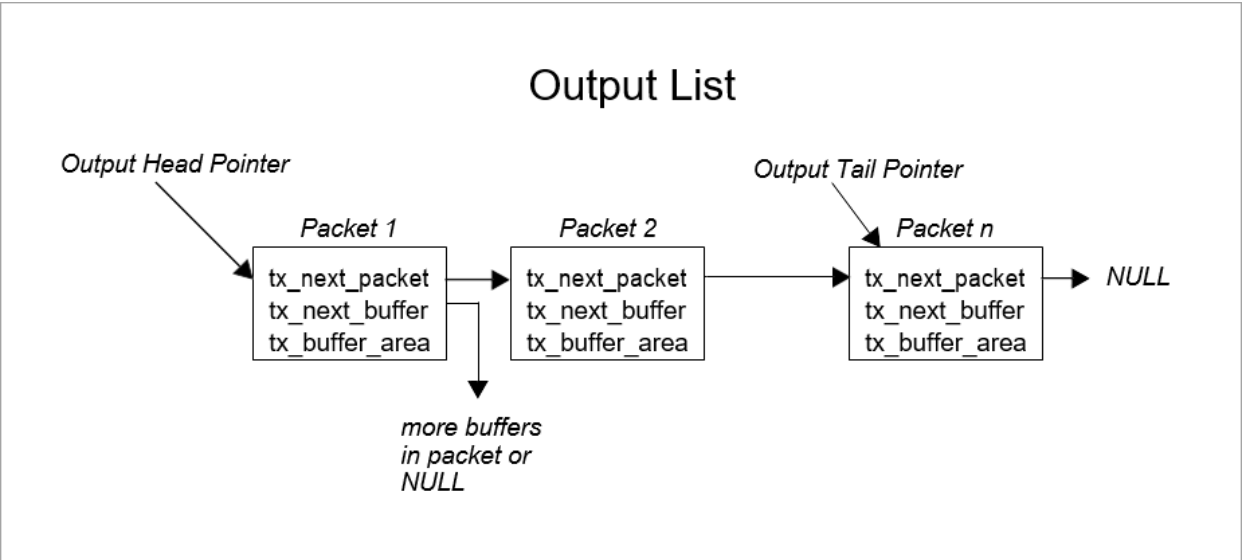 Output List
Output Head Pointer
Output Tail Pointer
Packet 1
Packet 2
Packet n
tx_next_packet
tx_next_buffer
tx_buffer_area
tx_next_packet
tx_next_buffer
tx_buffer_area
tx_next_packet
tx_next_buffer
tx_buffer_area
NULL
more buffers
in packet or
NULL